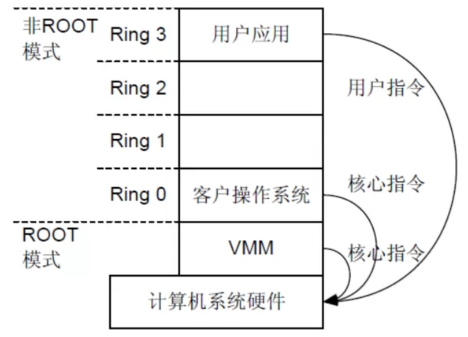 非ROOT
模式
Ring 3
用户应用
Ring 2
用户指令
Ring 1
Ring 0
客户操作系统
核心指令
ROOT
模式
VMM
核心指令
计算机系统硬件